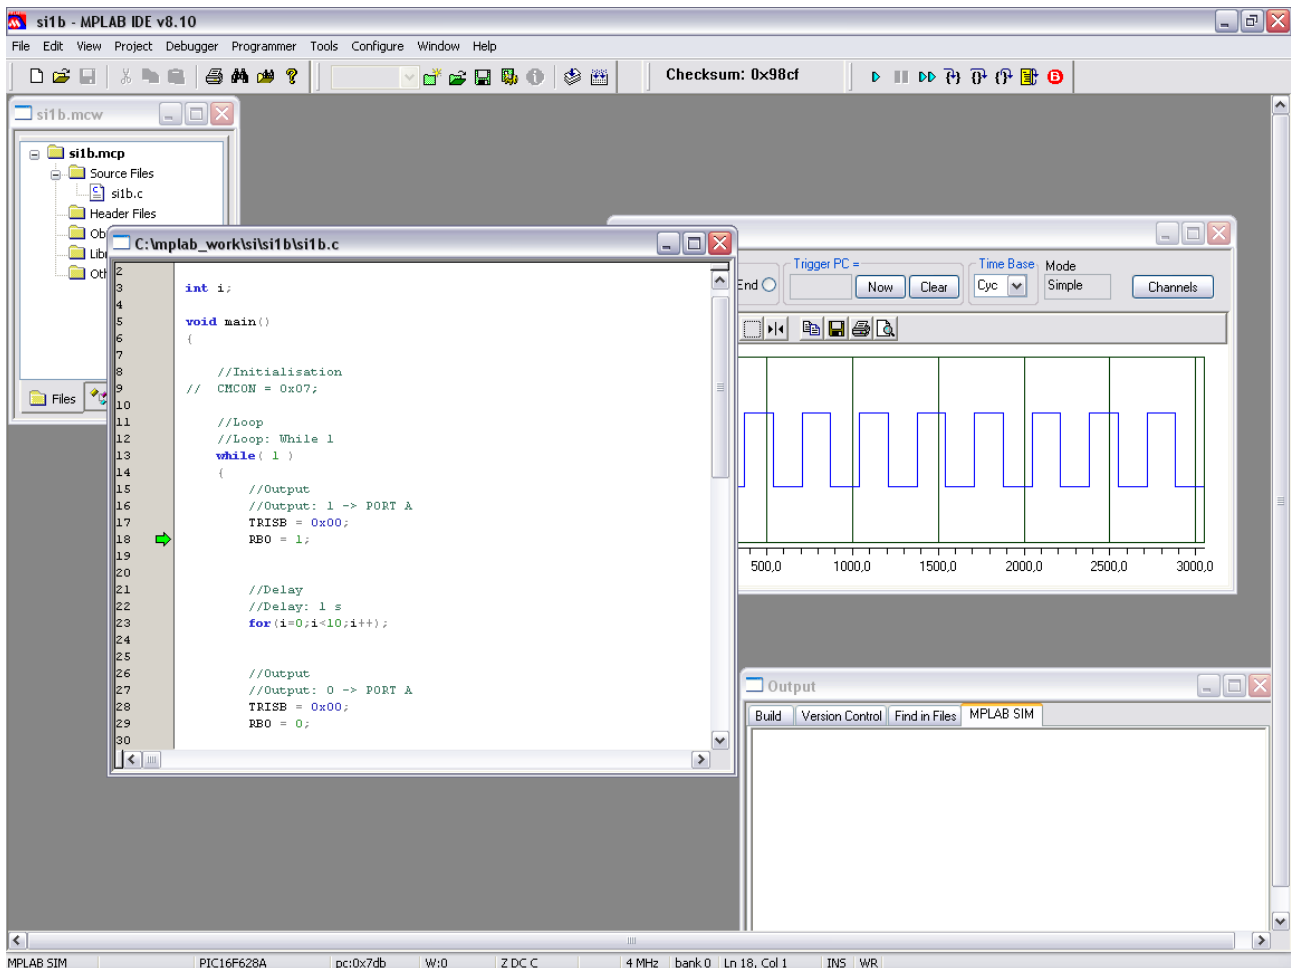 si1b - MPLAB IDE v8.10
File Edit View Project Debugger Programmer Tools Configure Window Help
Checksum: 0x98cf
si1b.mcw
si1b.mcp
Source Files
si1b.c
Header Files
Ob
Libr
Oth
Files
C:\mplab_work\si\si1b\si1b.c
2
3 int i;
4
5 void main()
6 {
7
8 //Initialisation
9 // CMCON = 0x07;
10
11 //Loop
12 //Loop: While 1
13 while( 1 )
14 {
15 //Output
16 //Output: 1 -> PORT A
17 TRISB = 0x00;
18 RB0 = 1;
19
20
21 //Delay
22 //Delay: 1 s
23 for(i=0;i<10;i++);
24
25
26 //Output
27 //Output: 0 -> PORT A
28 TRISB = 0x00;
29 RB0 = 0;
30
End
Trigger PC =
Now Clear
Time Base
Cyc
Mode
Simple
Channels
500,0 1000,0 1500,0 2000,0 2500,0 3000,0
Output
Build Version Control Find in Files MPLAB SIM
MPLAB SIM PIC16F628A pc:0x7db W:0 Z DC C 4 MHz bank 0 Ln 18, Col 1 INS WR